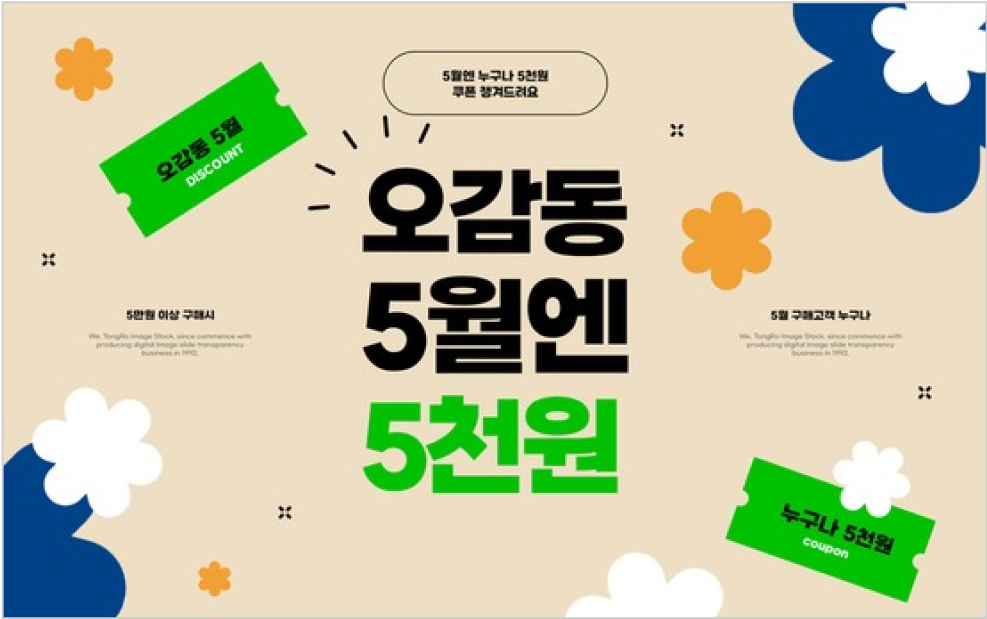 5월엔 누구나 5천원
쿠폰 챙겨드려요
오감동 5월
DISCOUNT
오감동
5월엔
5천원
5만원 이상 구매시
We, TongRo Image Stock, since commence with
producing digital image slide transparency
business in 1992,
5월 구매고객 누구나
We, TongRo Image Stock, since commence with
producing digital image slide transparency
business in 1992,
누구나 5천원
coupon